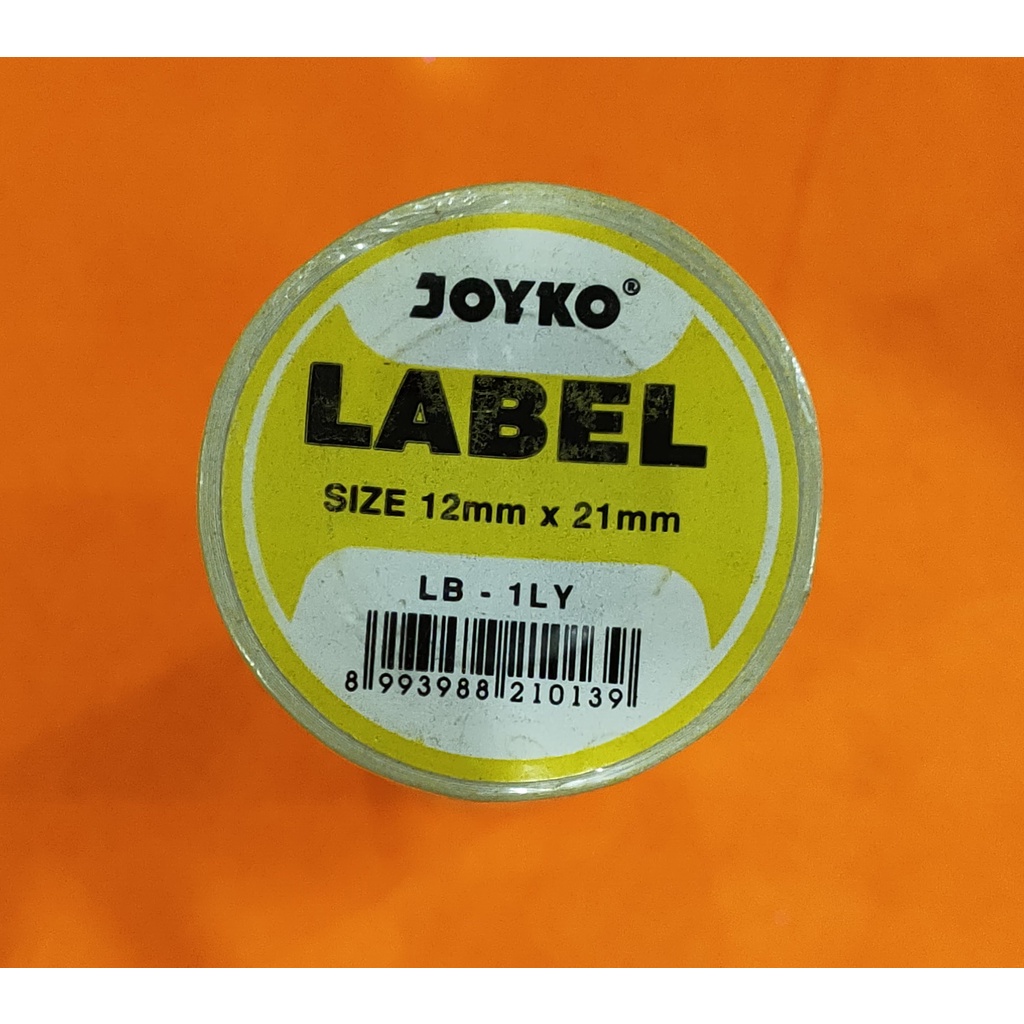 JOYKO®
LABEL
SIZE 12mm x 21mm
LB - 1LY
8 993988 210139